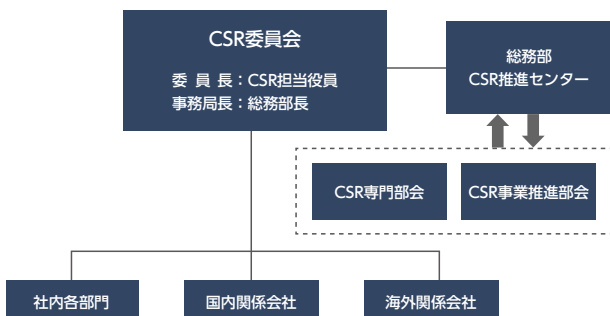 CSR委員会
委 員 長：CSR担当役員
事務局長：総務部長
総務部
CSR推進センター
CSR専門部会
CSR事業推進部会
社内各部門
国内関係会社
海外関係会社